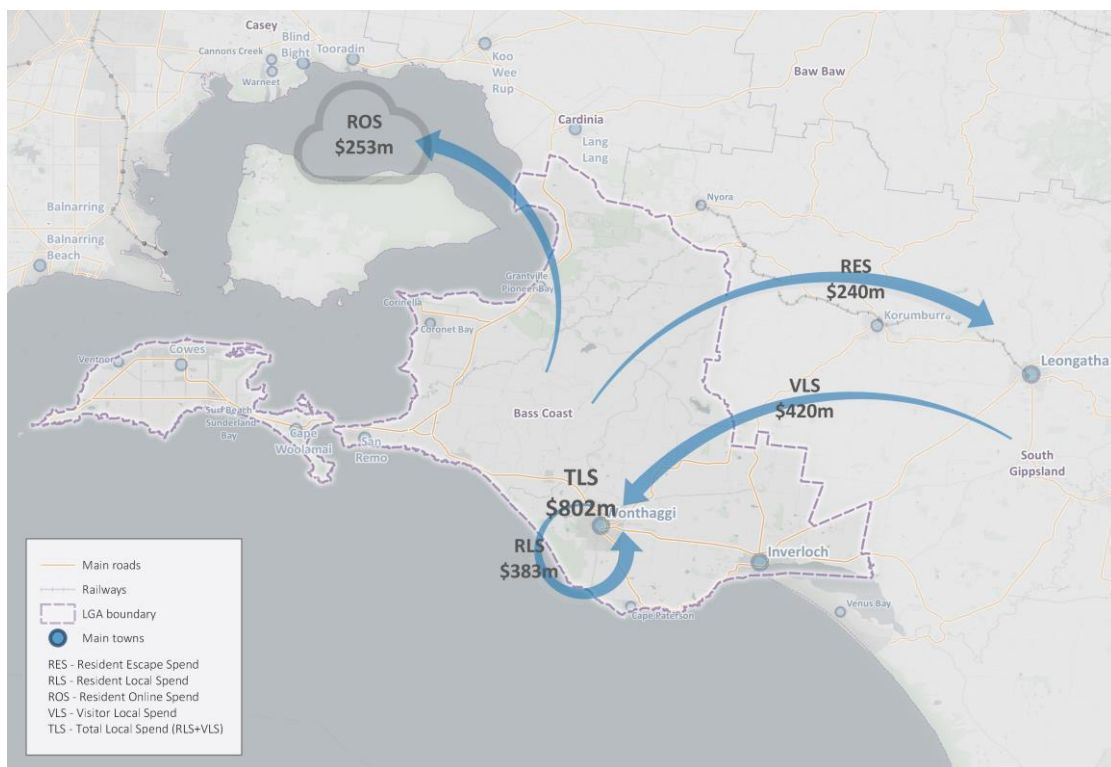 Casey
Blind
Bight
Tooradin
Cannons Creek
Warneet
Koo
Wee
Rup
Baw Baw
ROS
$253m
Cardinia
Lang
Lang
Nyora
Balnarring
Balnarring
Beach
RES
$240m
Grantville
Pioneer Bay
Corinella
Coronet Bay
Korumburra
Leongatha
Ventnor
Cowes
VLS
$420m
Bass Coast
Surf Beach
Sunderland
Bay
Cape
Woolamai
San
Remo
South
Gippsland
TLS
$802m
Wonthaggi
RLS
$383m
Inverloch
Cape Paterson
Venus Bay
Main roads
Railways
LGA boundary
Main towns
RES - Resident Escape Spend
RLS - Resident Local Spend
ROS - Resident Online Spend
VLS - Visitor Local Spend
TLS - Total Local Spend (RLS+VLS)